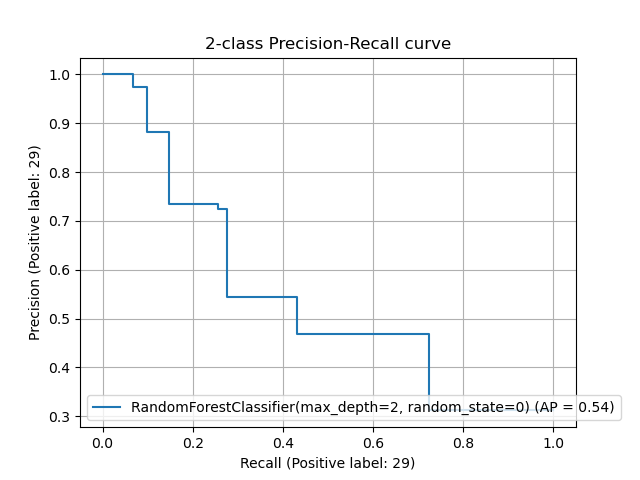 2-class Precision-Recall curve
Precision (Positive label: 29)
1.0
0.9
0.8
0.7
0.6
0.5
0.4
0.3
RandomForestClassifier(max_depth=2, random_state=0) (AP = 0.54)
0.0 0.2 0.4 0.6 0.8 1.0
Recall (Positive label: 29)